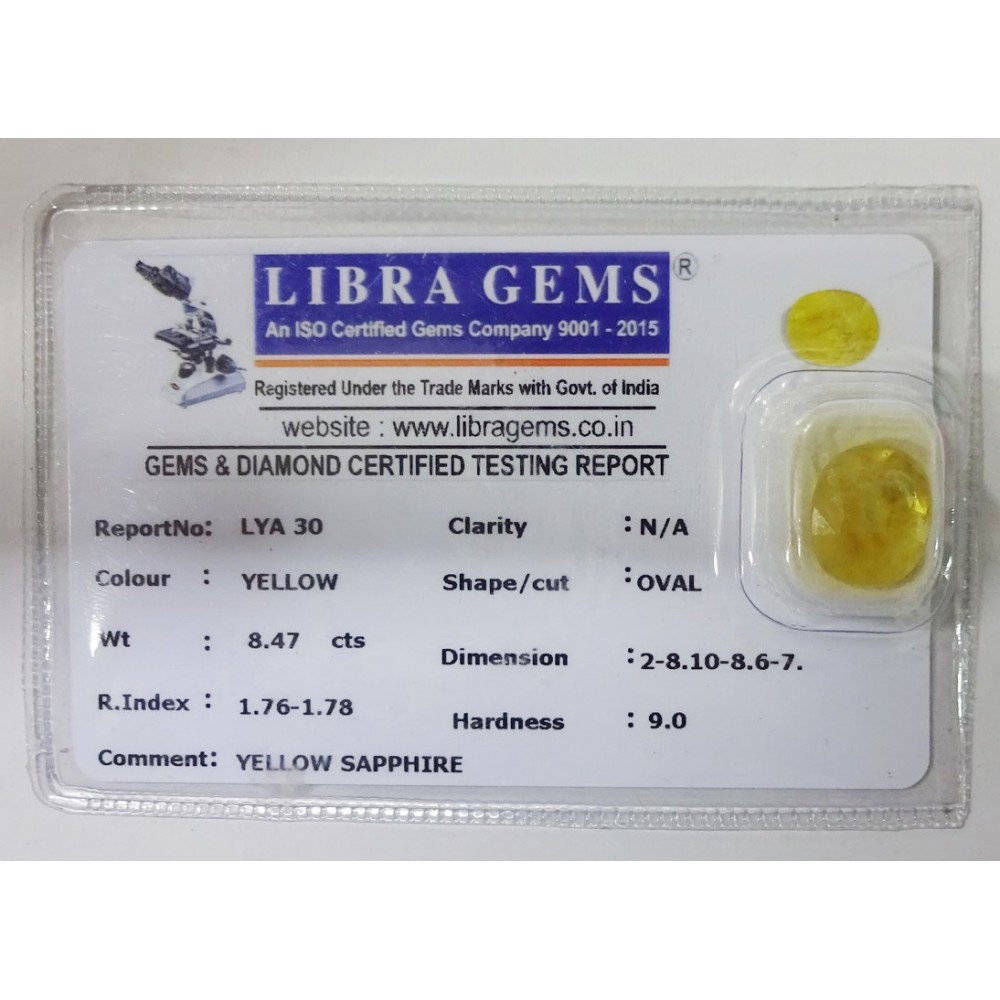 LIBRA GEMS ®
An ISO Certified Gems Company 9001 - 2015
Registered Under the Trade Marks with Govt. of India
website : www.libragems.co.in
GEMS & DIAMOND CERTIFIED TESTING REPORT
ReportNo: LYA 30 Clarity : N/A
Colour : YELLOW Shape/cut : OVAL
Wt : 8.47 cts Dimension : 2-8.10-8.6-7.
R.Index : 1.76-1.78 Hardness : 9.0
Comment: YELLOW SAPPHIRE